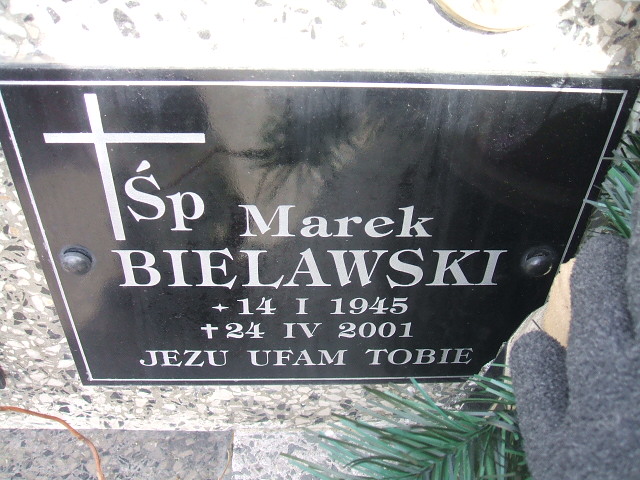 Śp Marek
BIELAWSKI
✦ 14 I 1945
✝ 24 IV 2001
JEZU UFAM TOBIE